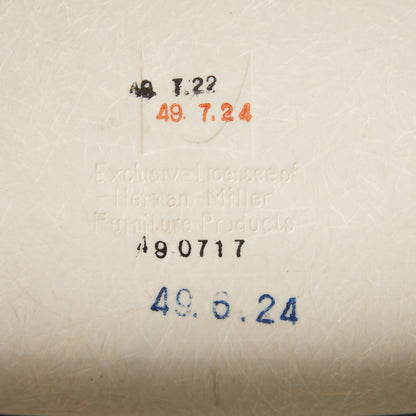 49. 7.22
49. 7.24
Exclusive Licensee of
Herman Miller
Furniture Products
490717
49.6.24